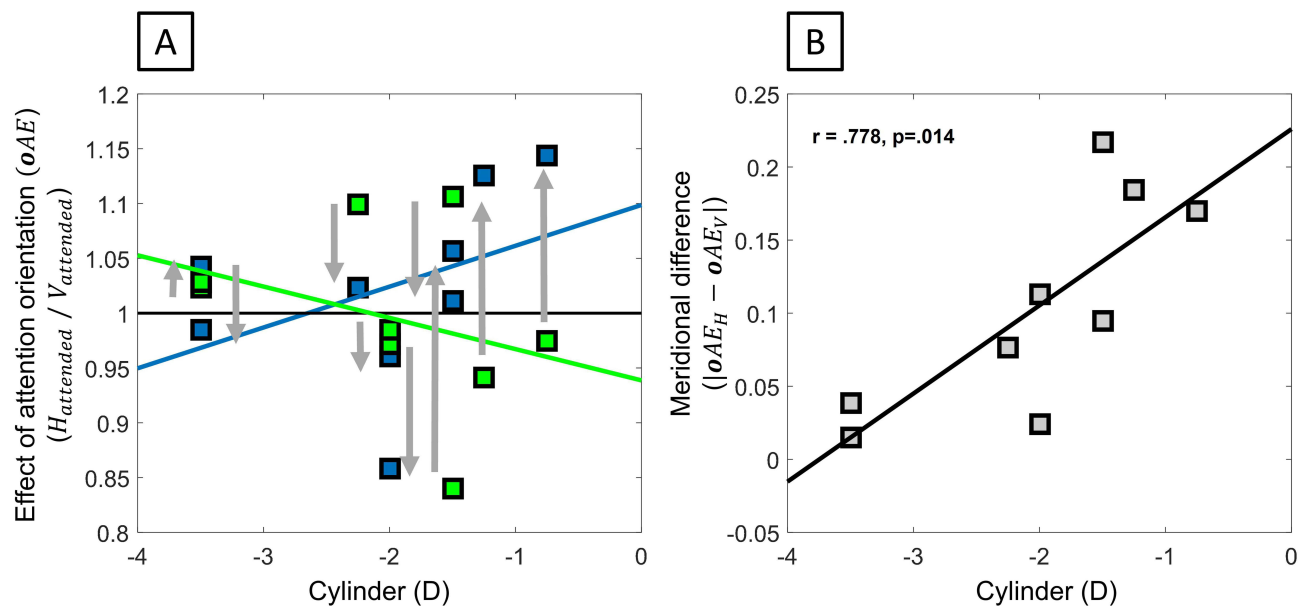 A
B
Effect of attention orientation (oAE)
(H_attended / V_attended)
1.2
1.15
1.1
1.05
1
0.95
0.9
0.85
0.8
-4
-3
-2
-1
0
Cylinder (D)
Meridional difference
(|oAE_H − oAE_V|)
0.25
0.2
0.15
0.1
0.05
0
-0.05
r = .778, p=.014
-4
-3
-2
-1
0
Cylinder (D)